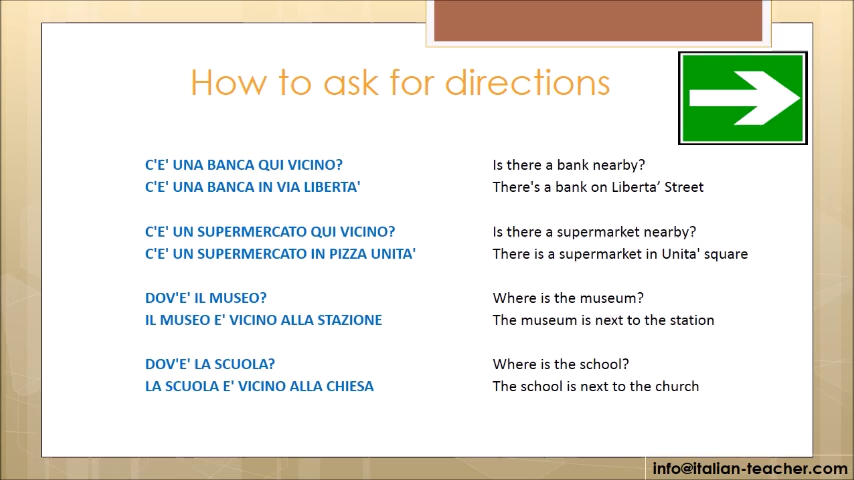 How to ask for directions
C'E' UNA BANCA QUI VICINO? Is there a bank nearby?
C'E' UNA BANCA IN VIA LIBERTA' There's a bank on Liberta’ Street
C'E' UN SUPERMERCATO QUI VICINO? Is there a supermarket nearby?
C'E' UN SUPERMERCATO IN PIZZA UNITA' There is a supermarket in Unita' square
DOV'E' IL MUSEO? Where is the museum?
IL MUSEO E' VICINO ALLA STAZIONE The museum is next to the station
DOV'E' LA SCUOLA? Where is the school?
LA SCUOLA E' VICINO ALLA CHIESA The school is next to the church
info@italian-teacher.com